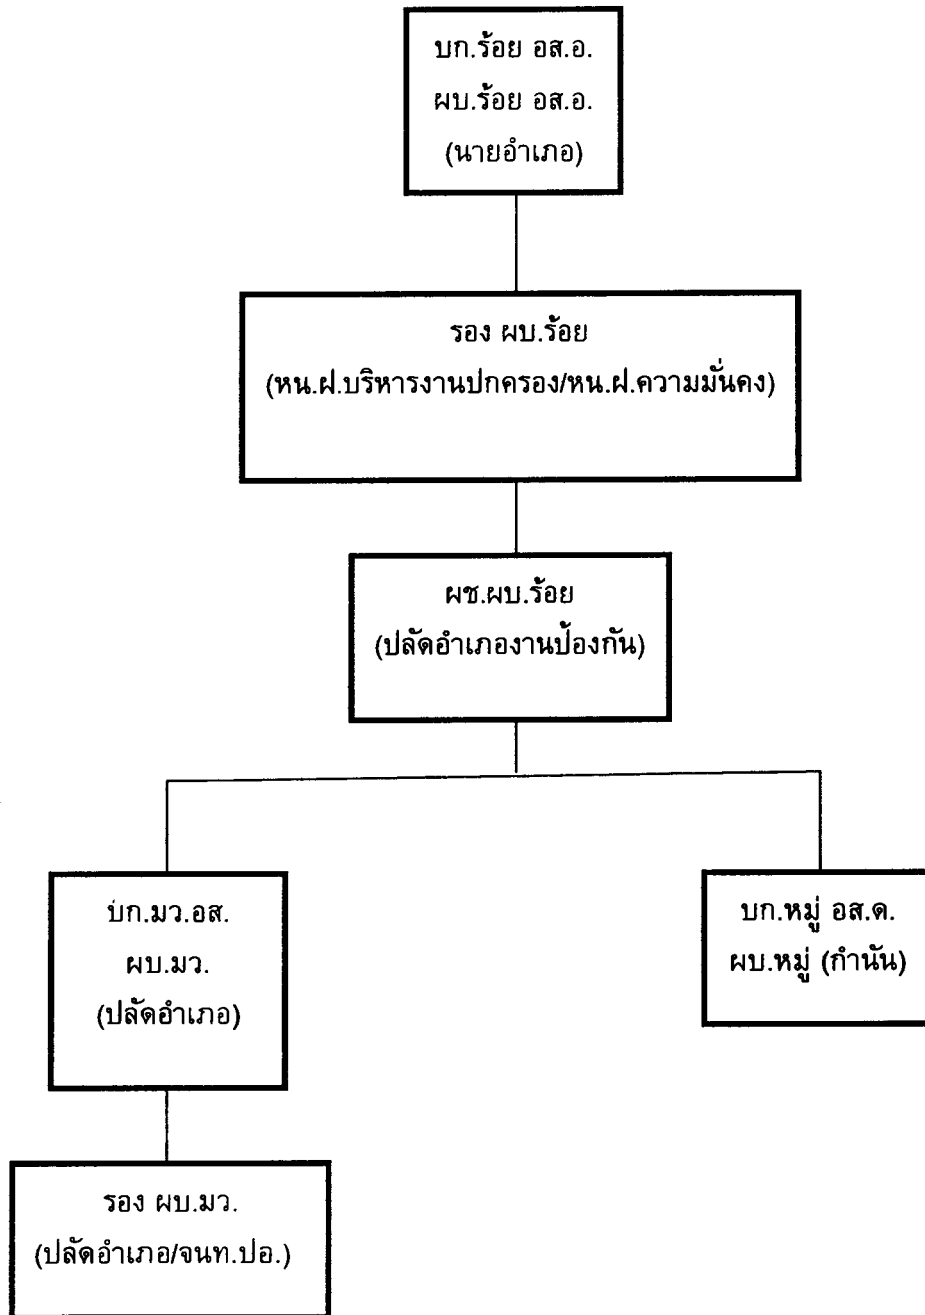 บก.ร้อย อส.อ.
ผบ.ร้อย อส.อ.
(นายอำเภอ)
รอง ผบ.ร้อย
(หน.ฝ.บริหารงานปกครอง/หน.ฝ.ความมั่นคง)
ผช.ผบ.ร้อย
(ปลัดอำเภองานป้องกัน)
บก.มว.อส.
ผบ.มว.
(ปลัดอำเภอ)
บก.หมู่ อส.ด.
ผบ.หมู่ (กำนัน)
รอง ผบ.มว.
(ปลัดอำเภอ/จนท.ปอ.)